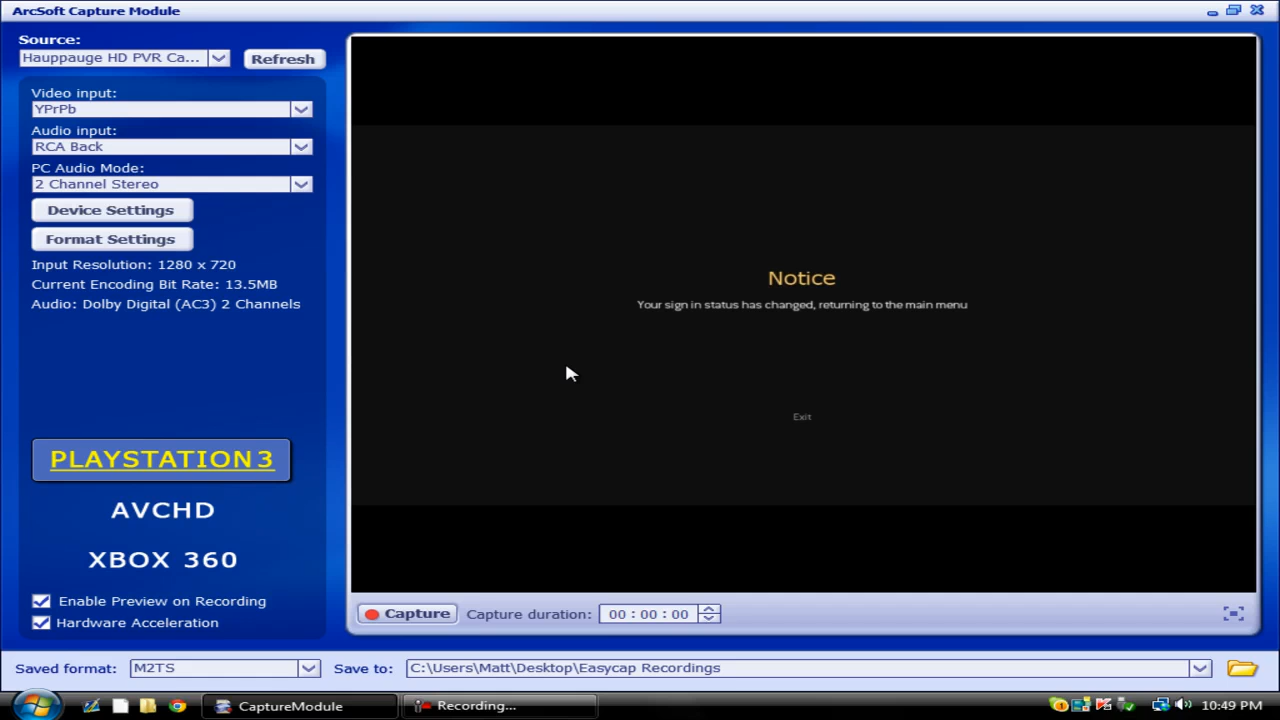 ArcSoft Capture Module
Source:
Hauppauge HD PVR Ca...
Refresh
Video input:
YPrPb
Audio input:
RCA Back
PC Audio Mode:
2 Channel Stereo
Device Settings
Format Settings
Input Resolution: 1280 x 720
Current Encoding Bit Rate: 13.5MB
Audio: Dolby Digital (AC3) 2 Channels
PLAYSTATION3
AVCHD
XBOX 360
Enable Preview on Recording
Hardware Acceleration
Notice
Your sign in status has changed, returning to the main menu
Exit
Capture
Capture duration:
00 : 00 : 00
Saved format:
M2TS
Save to:
C:\Users\Matt\Desktop\Easycap Recordings
CaptureModule
Recording...
10:49 PM